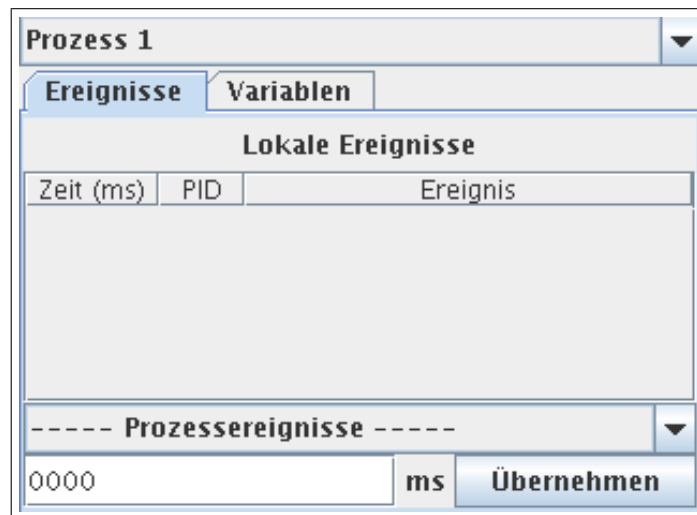 Prozess 1
Ereignisse Variablen
Lokale Ereignisse
Zeit (ms) PID Ereignis
----- Prozessereignisse -----
0000 ms Übernehmen